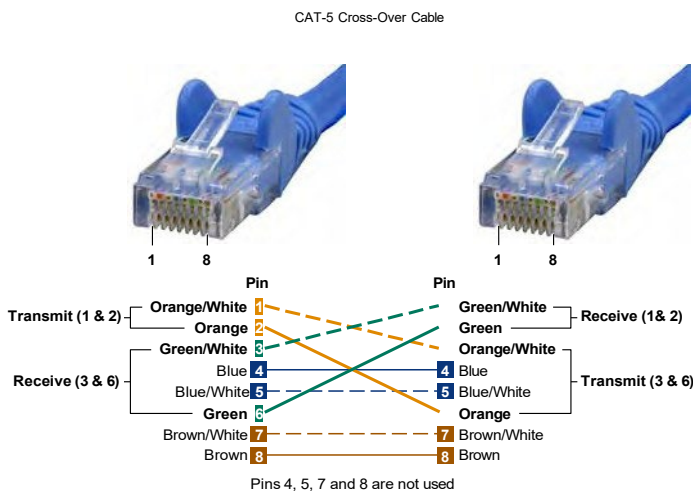 CAT-5 Cross-Over Cable
1 8 1 8
Pin Pin
Orange/White 1 Green/White
Transmit (1 & 2) Receive (1& 2)
Orange 2 Green
Green/White 3 Orange/White
Blue 4 4 Blue
Receive (3 & 6) Transmit (3 & 6)
Blue/White 5 5 Blue/White
Green 6 Orange
Brown/White 7 7 Brown/White
Brown 8 8 Brown
Pins 4, 5, 7 and 8 are not used